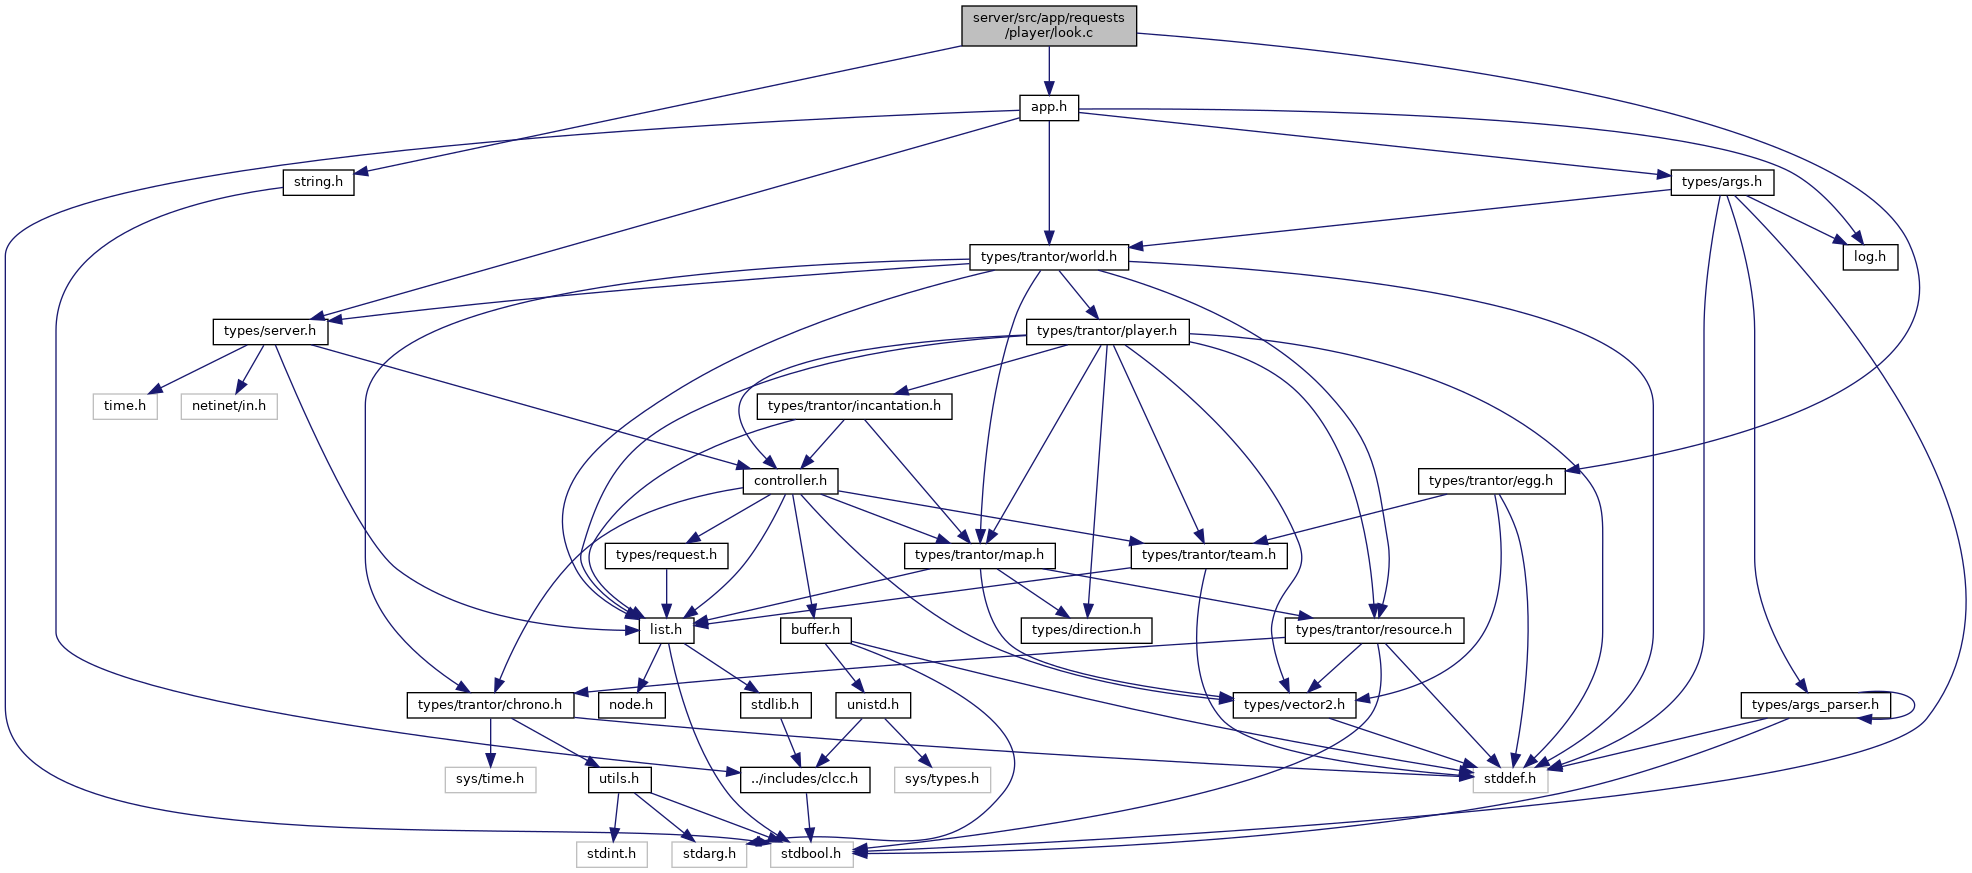 server/src/app/requests
/player/look.c
app.h
string.h
types/args.h
types/trantor/world.h
log.h
types/server.h
types/trantor/player.h
time.h
netinet/in.h
types/trantor/incantation.h
controller.h
types/trantor/egg.h
types/request.h
types/trantor/map.h
types/trantor/team.h
list.h
buffer.h
types/direction.h
types/trantor/resource.h
types/trantor/chrono.h
node.h
stdlib.h
unistd.h
types/vector2.h
types/args_parser.h
sys/time.h
utils.h
../includes/clcc.h
sys/types.h
stddef.h
stdint.h
stdarg.h
stdbool.h